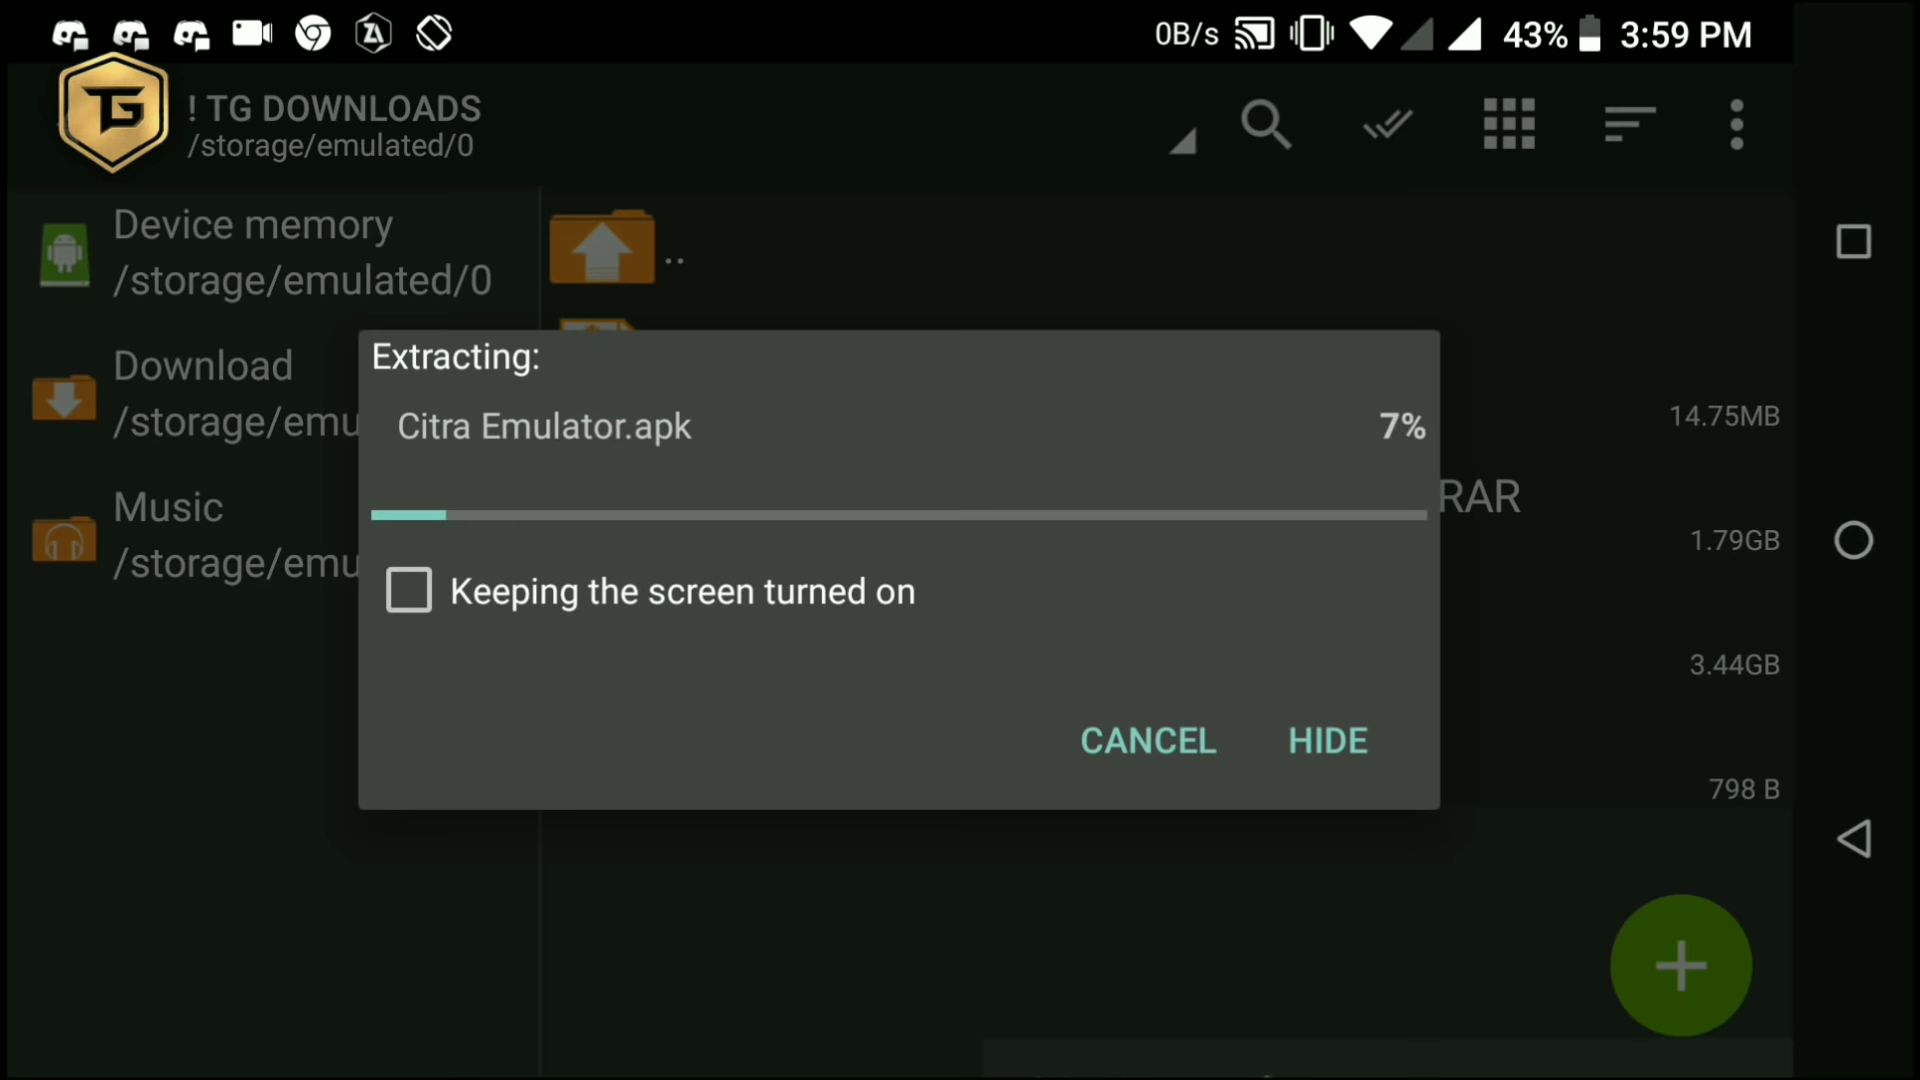 0B/s 43% 3:59 PM
TG
! TG DOWNLOADS
/storage/emulated/0
Device memory
/storage/emulated/0
..
Download
/storage/emu
Music
/storage/emu
Extracting:
Citra Emulator.apk 7%
Keeping the screen turned on
CANCEL HIDE
14.75MB
RAR
1.79GB
3.44GB
798 B